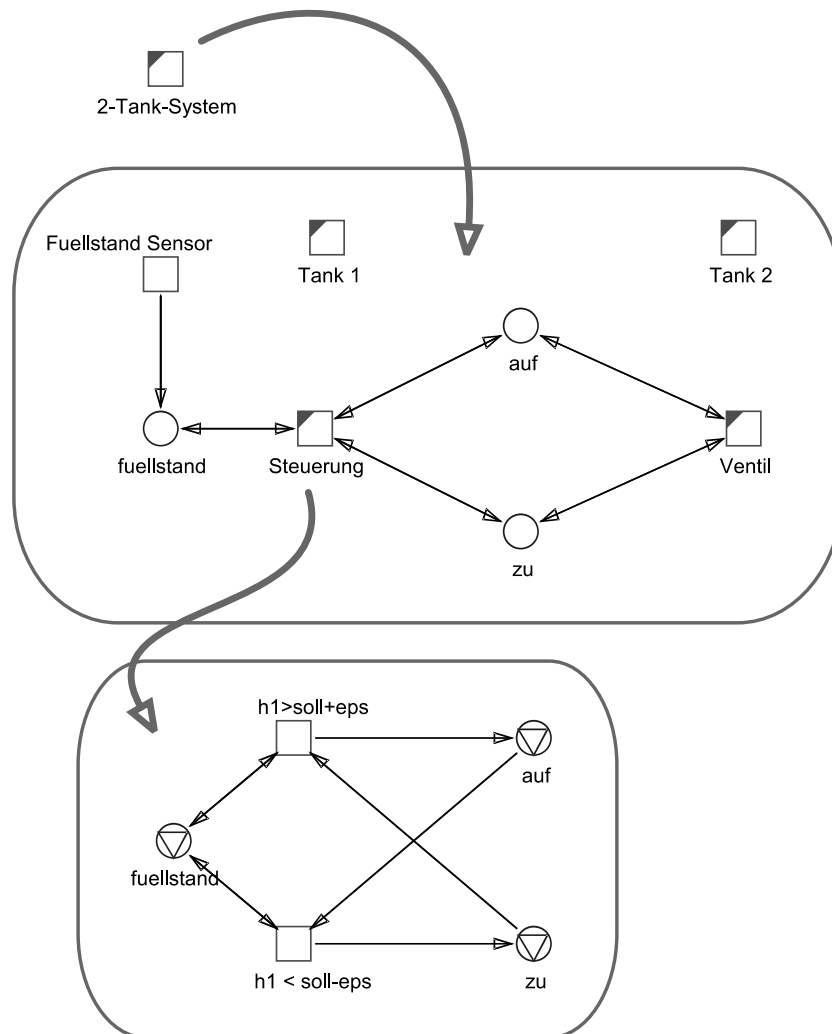 2-Tank-System
Fuellstand Sensor
Tank 1
Tank 2
auf
fuellstand
Steuerung
Ventil
zu
h1>soll+eps
auf
fuellstand
h1 < soll-eps
zu